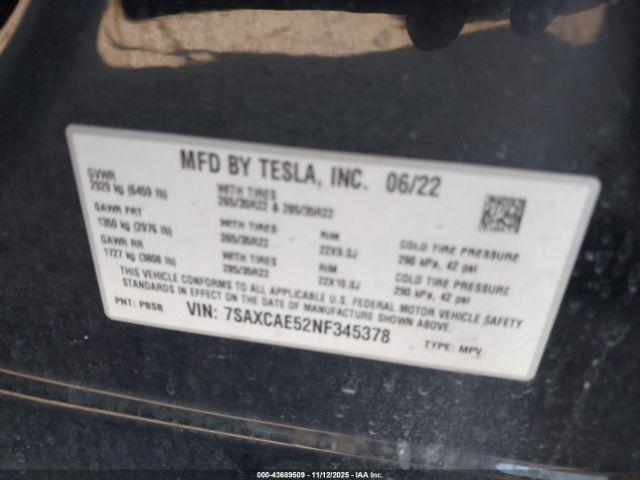 MFD BY TESLA, INC. 06/22
GVWR
2929 kg (6459 lb)
WITH TIRES
265/35R22 & 285/35R22
GAWR FRT
1350 kg (2976 lb)
WITH TIRES
265/35R22
RIM
22X9.0J
COLD TIRE PRESSURE
290 kPa, 42 psi
GAWR RR
1727 kg (3808 lb)
WITH TIRES
285/35R22
RIM
22X10.0J
COLD TIRE PRESSURE
290 kPa, 42 psi
THIS VEHICLE CONFORMS TO ALL APPLICABLE U.S. FEDERAL MOTOR VEHICLE SAFETY
STANDARDS IN EFFECT ON THE DATE OF MANUFACTURE SHOWN ABOVE.
PNT: PBSB VIN: 7SAXCAE52NF345378 TYPE: MPV
000-43689509 - 11/12/2025 - © IAA Inc.